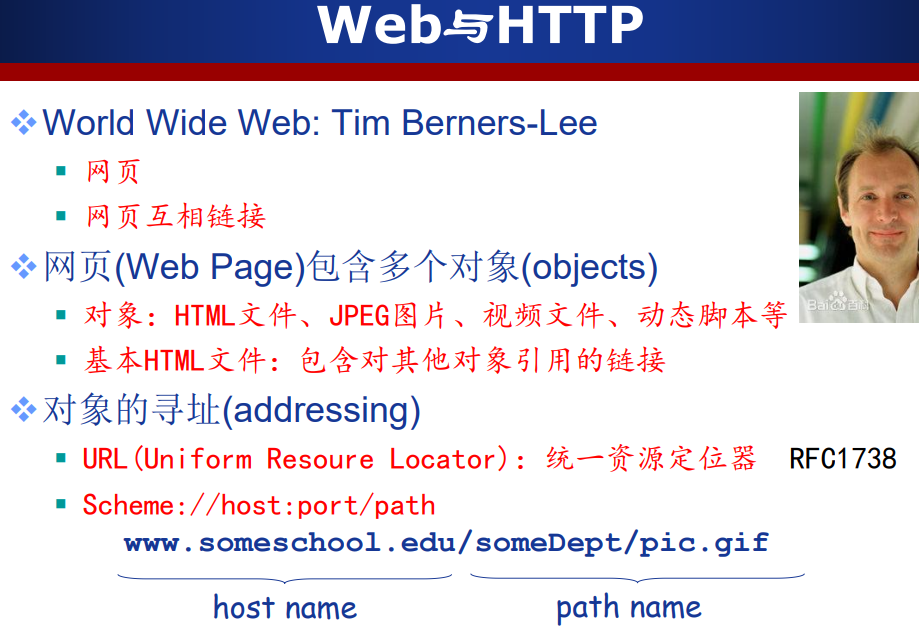 Web与HTTP
World Wide Web: Tim Berners-Lee
网页
网页互相链接
网页(Web Page)包含多个对象(objects)
对象：HTML文件、JPEG图片、视频文件、动态脚本等
基本HTML文件：包含对其他对象引用的链接
Baidu百科
对象的寻址(addressing)
URL(Uniform Resoure Locator)：统一资源定位器 RFC1738
Scheme://host:port/path
www.someschool.edu/someDept/pic.gif
host name path name